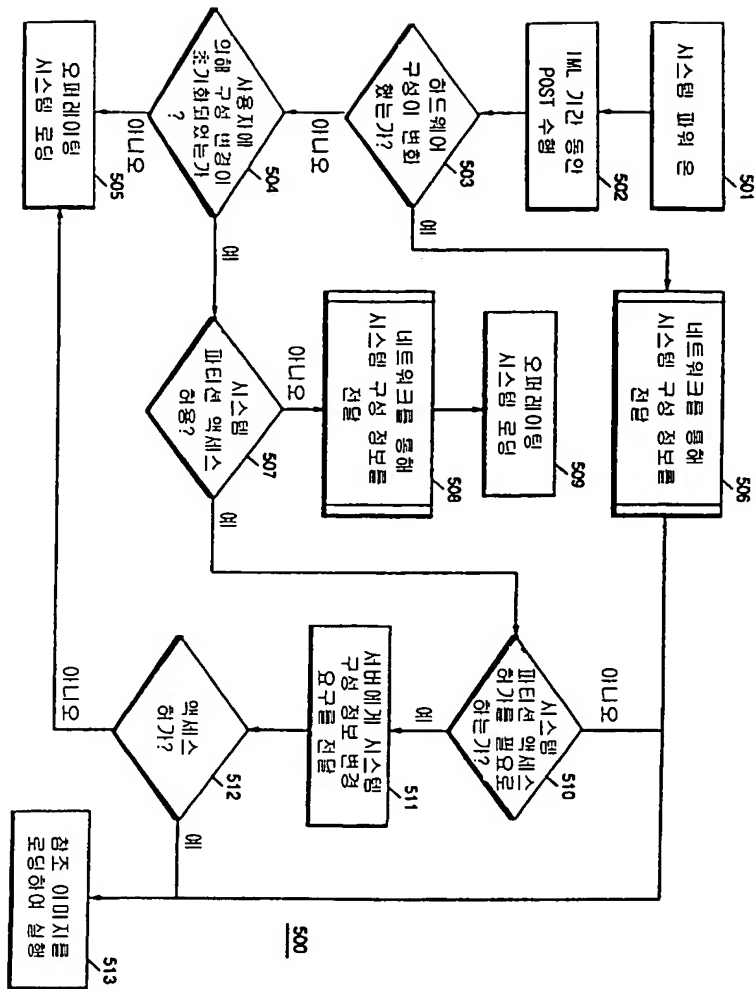 시스템 파워 온
501
IML 기간 동안
POST 수행
502
하드웨어
구성이 변화
했는가?
503
예
아니오
사용자에
의해 구성 변경이
초기화되었는가
?
504
예
아니오
오퍼레이팅
시스템 로딩
505
네트워크를 통해
시스템 구성 정보를
전달
506
시스템
파티션 액세스
허용?
507
아니오
예
네트워크를 통해
시스템 구성 정보를
전달
508
오퍼레이팅
시스템 로딩
509
시스템
파티션 액세스
허가를 필요로
하는가?
510
아니오
예
서버에게 시스템
구성 정보 변경
요구를 전달
511
액세스
허가?
512
아니오
예
참조 이미지를
로딩하여 실행
513
500